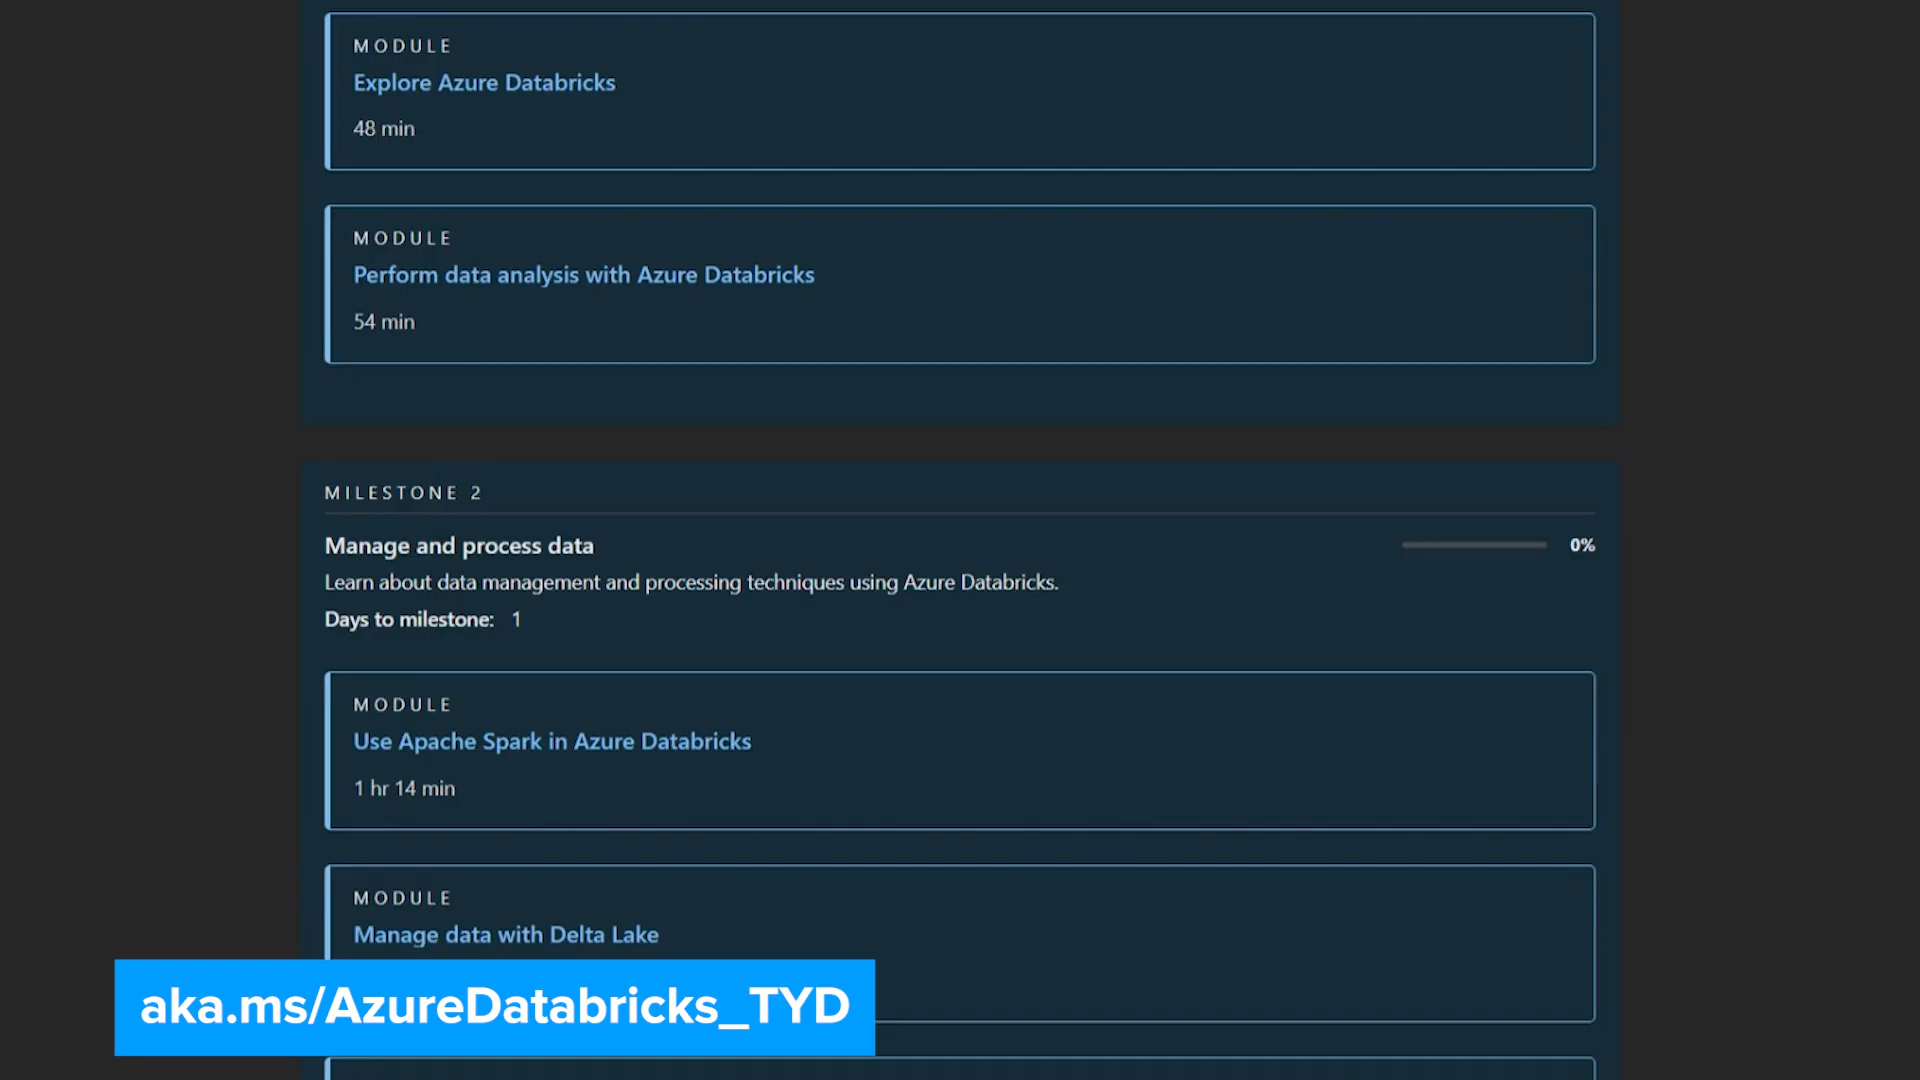 MODULE
Explore Azure Databricks
48 min
MODULE
Perform data analysis with Azure Databricks
54 min
MILESTONE 2
Manage and process data
0%
Learn about data management and processing techniques using Azure Databricks.
Days to milestone: 1
MODULE
Use Apache Spark in Azure Databricks
1 hr 14 min
MODULE
Manage data with Delta Lake
aka.ms/AzureDatabricks_TYD